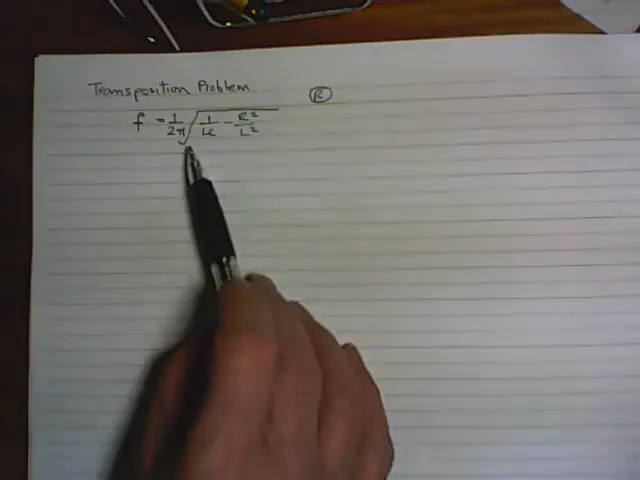 Transposition Problem
R
f = 1/2π √(1/LC - R²/L²)